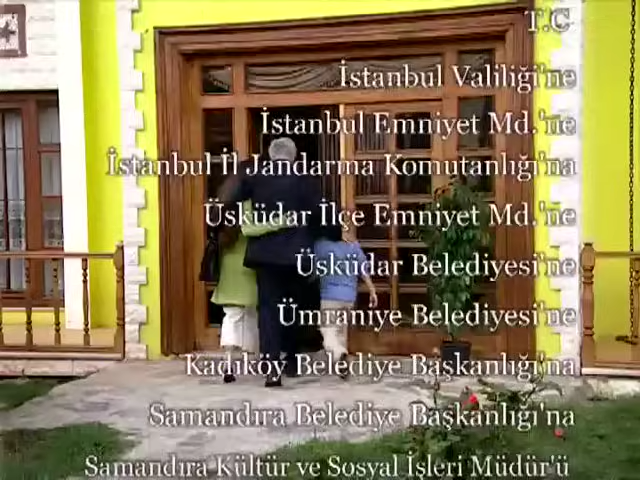 T.C
İstanbul Valiliği'ne
İstanbul Emniyet Md.'ne
İstanbul İl Jandarma Komutanlığı'na
Üsküdar İlçe Emniyet Md.'ne
Üsküdar Belediyesi'ne
Ümraniye Belediyesi'ne
Kadıköy Belediye Başkanlığı'na
Samandıra Belediye Başkanlığı'na
Samandıra Kültür ve Sosyal İşleri Müdür'ü